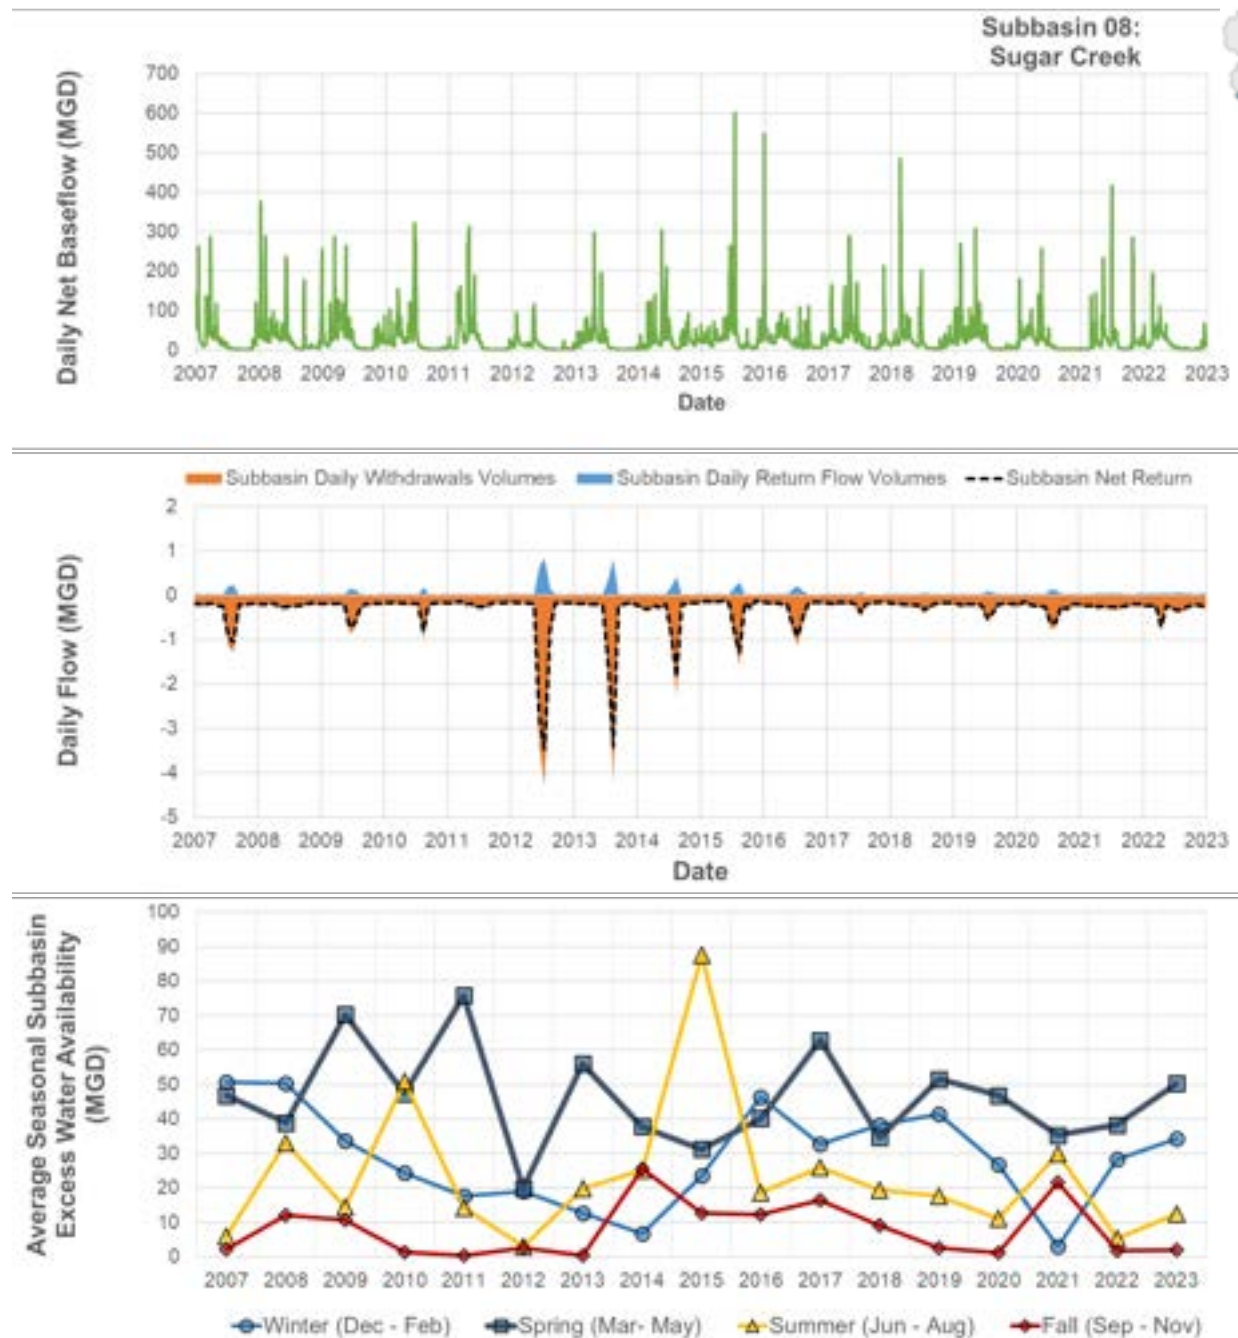 Subbasin 08:
Sugar Creek
Daily Net Baseflow (MGD)
700
600
500
400
300
200
100
0
2007 2008 2009 2010 2011 2012 2013 2014 2015 2016 2017 2018 2019 2020 2021 2022 2023
Date
Subbasin Daily Withdrawals Volumes Subbasin Daily Return Flow Volumes Subbasin Net Return
Daily Flow (MGD)
2
1
0
-1
-2
-3
-4
-5
2007 2008 2009 2010 2011 2012 2013 2014 2015 2016 2017 2018 2019 2020 2021 2022 2023
Date
Average Seasonal Subbasin
Excess Water Availability
(MGD)
100
90
80
70
60
50
40
30
20
10
0
2007 2008 2009 2010 2011 2012 2013 2014 2015 2016 2017 2018 2019 2020 2021 2022 2023
Winter (Dec - Feb) Spring (Mar- May) Summer (Jun - Aug) Fall (Sep - Nov)